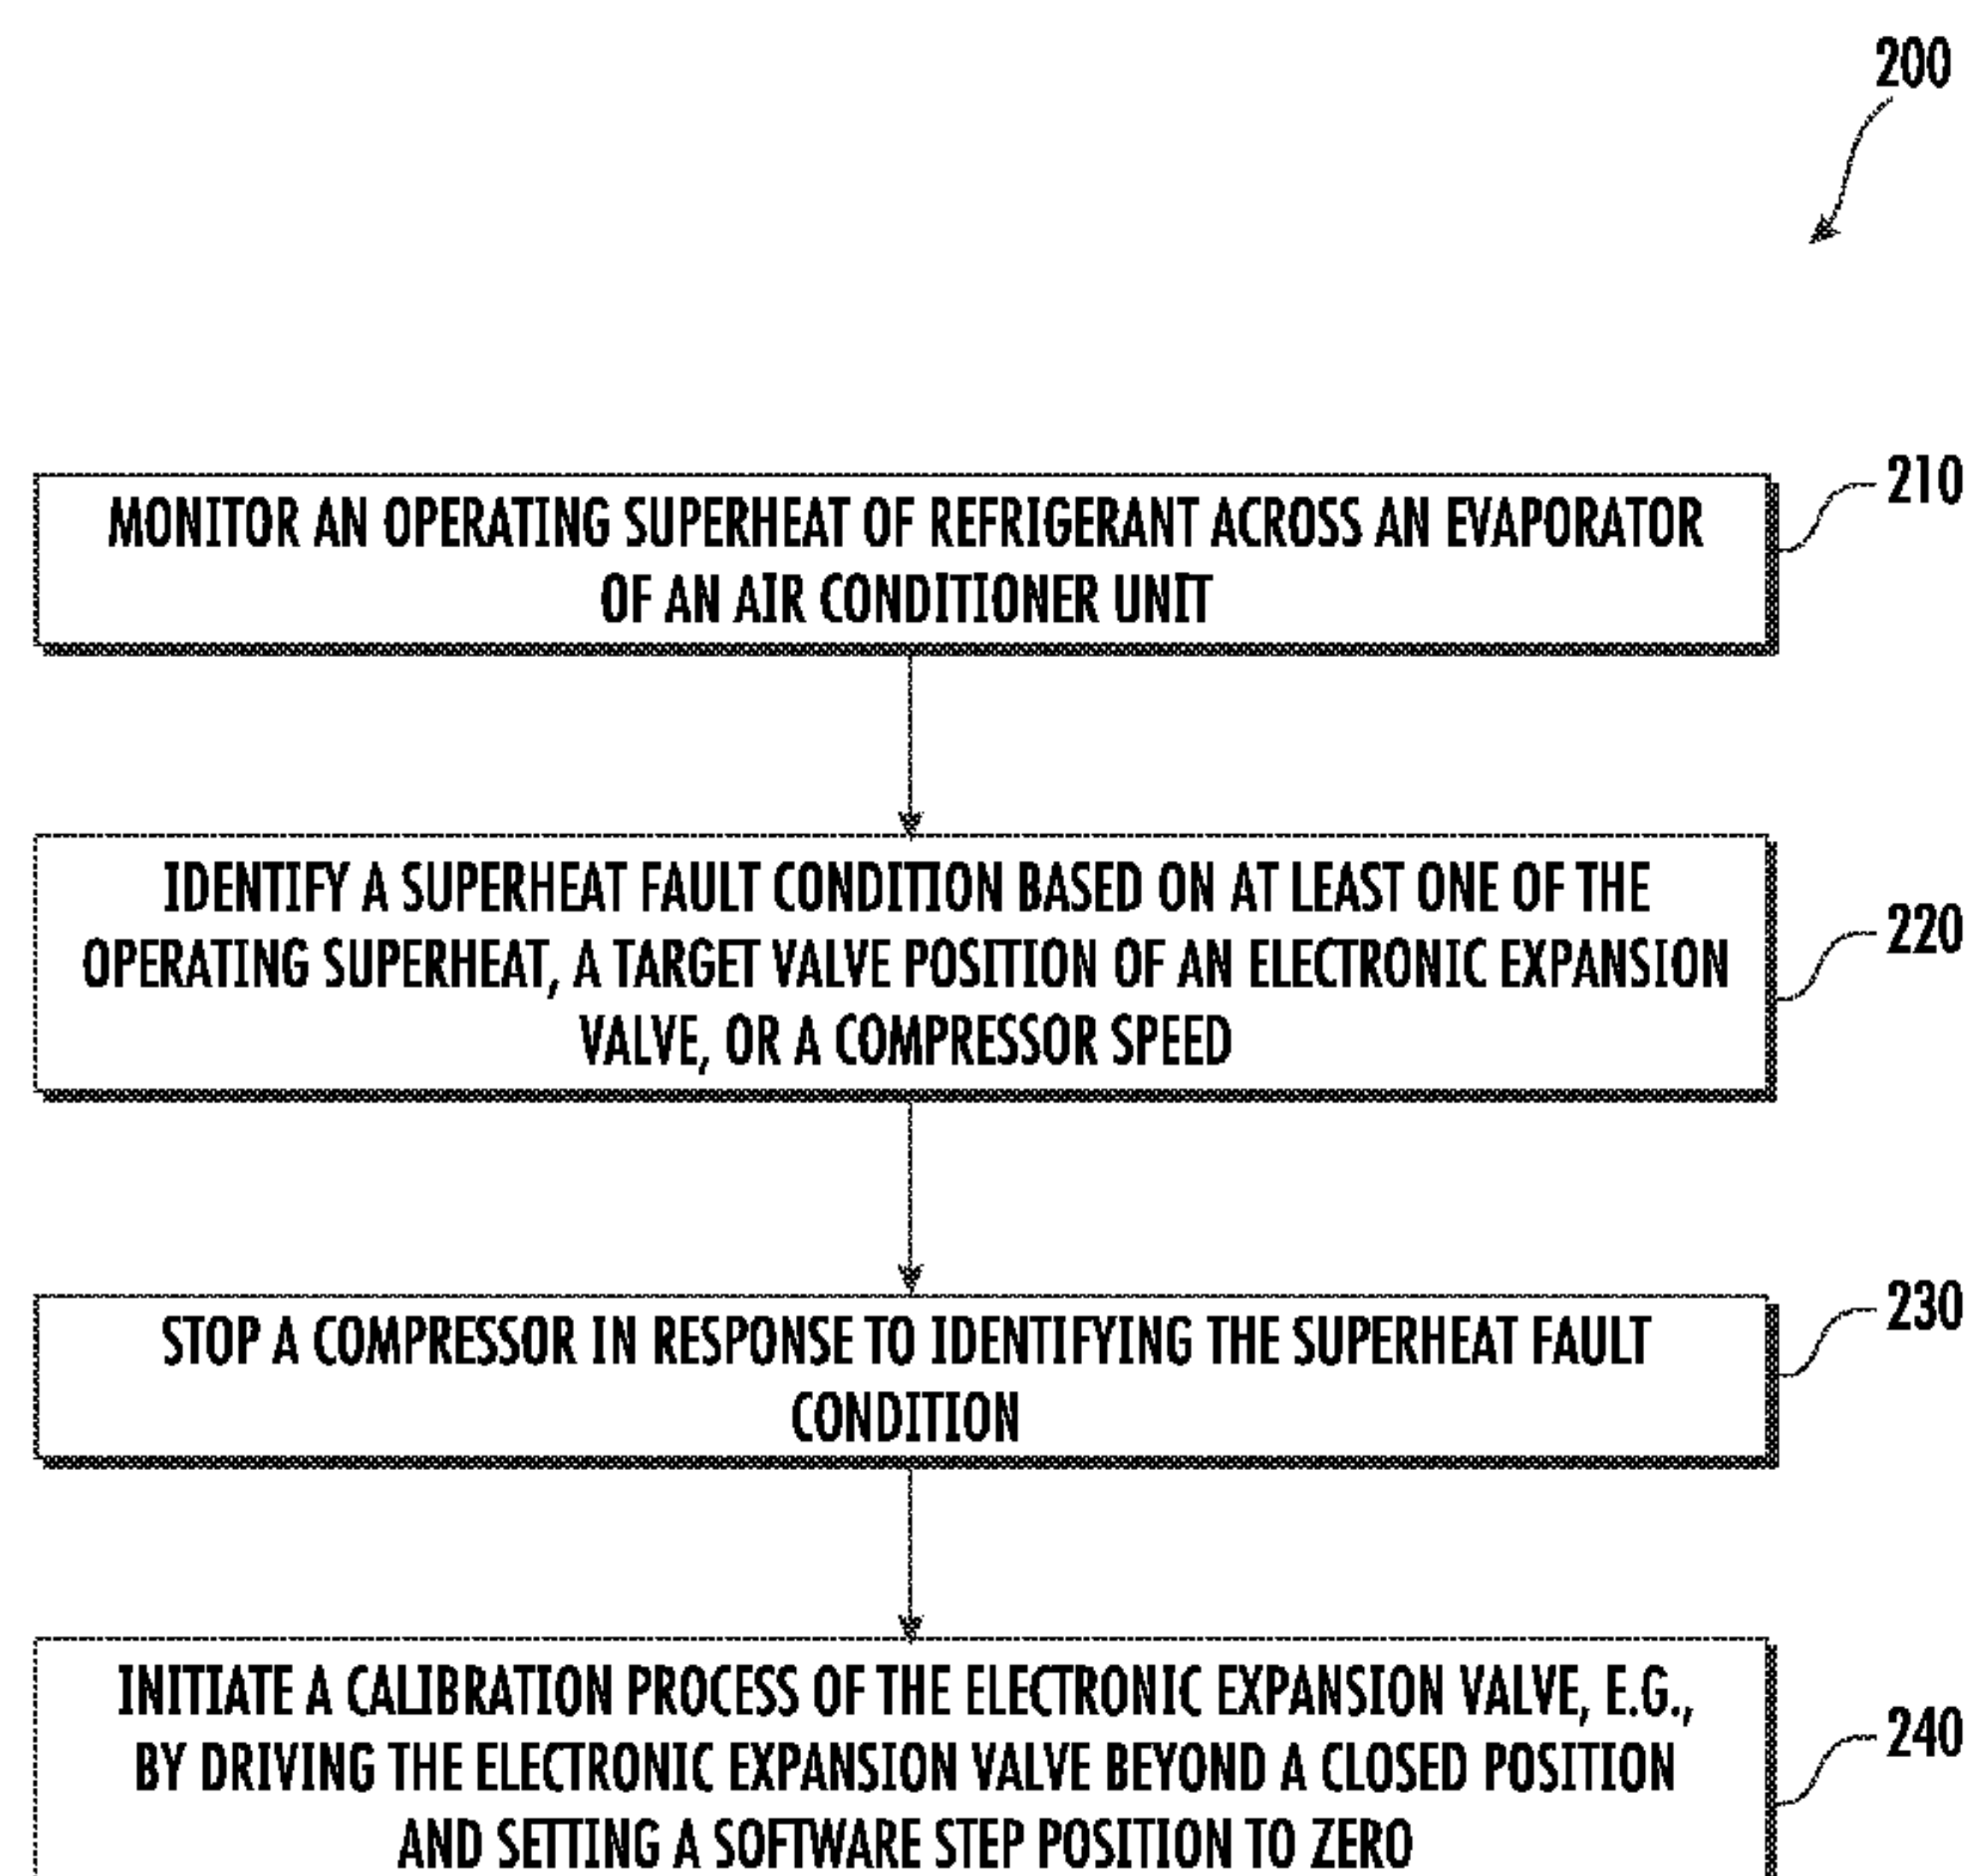 200
MONITOR AN OPERATING SUPERHEAT OF REFRIGERANT ACROSS AN EVAPORATOR
OF AN AIR CONDITIONER UNIT
210
IDENTIFY A SUPERHEAT FAULT CONDITION BASED ON AT LEAST ONE OF THE
OPERATING SUPERHEAT, A TARGET VALVE POSITION OF AN ELECTRONIC EXPANSION
VALVE, OR A COMPRESSOR SPEED
220
STOP A COMPRESSOR IN RESPONSE TO IDENTIFYING THE SUPERHEAT FAULT
CONDITION
230
INITIATE A CALIBRATION PROCESS OF THE ELECTRONIC EXPANSION VALVE, E.G.,
BY DRIVING THE ELECTRONIC EXPANSION VALVE BEYOND A CLOSED POSITION
AND SETTING A SOFTWARE STEP POSITION TO ZERO
240